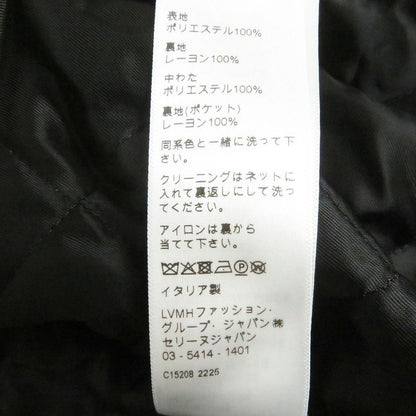 表地
ポリエステル100%
裏地
レーヨン100%
中わた
ポリエステル100%
裏地(ポケット)
レーヨン100%
同系色と一緒に洗って下
さい。
クリーニングはネットに
入れて裏返しにして洗っ
てください。
アイロンは裏から
当てて下さい。
イタリア製
LVMHファッション・
グループ・ジャパン㈱
セリーヌジャパン
03 - 5414 - 1401
C15208 2225